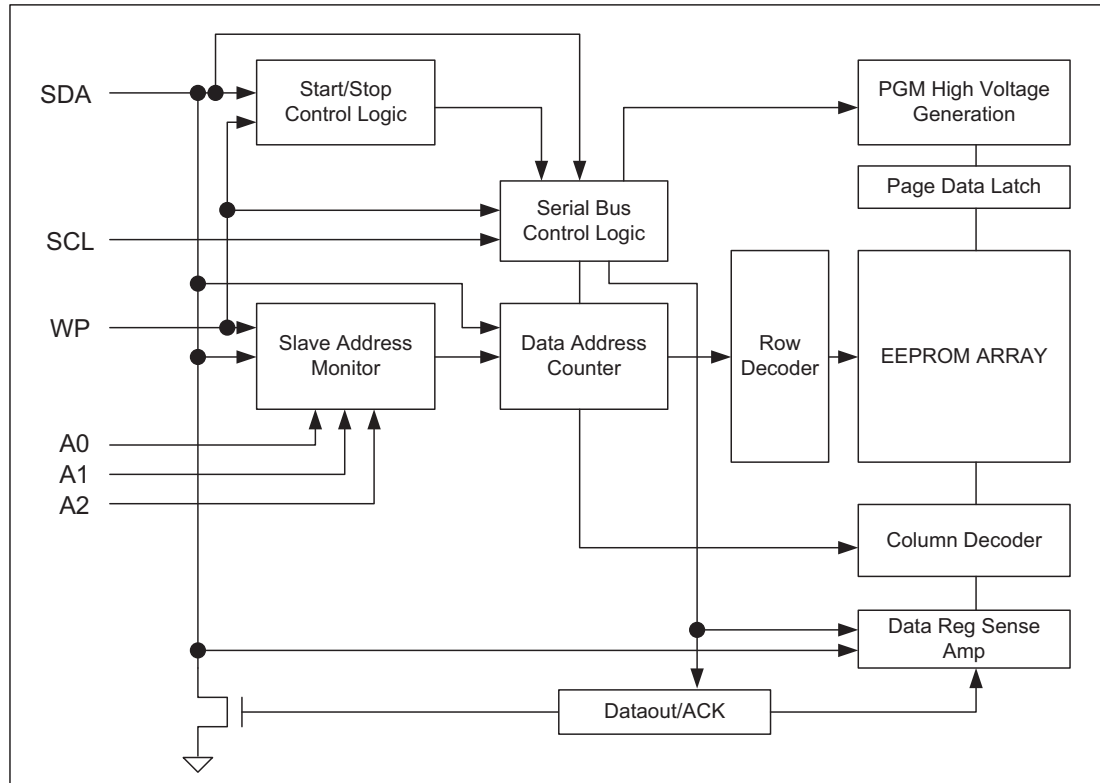 SDA
Start/Stop
Control Logic
PGM High Voltage
Generation
Page Data Latch
Serial Bus
Control Logic
SCL
WP
Slave Address
Monitor
Data Address
Counter
Row
Decoder
EEPROM ARRAY
A0
A1
A2
Column Decoder
Data Reg Sense
Amp
Dataout/ACK